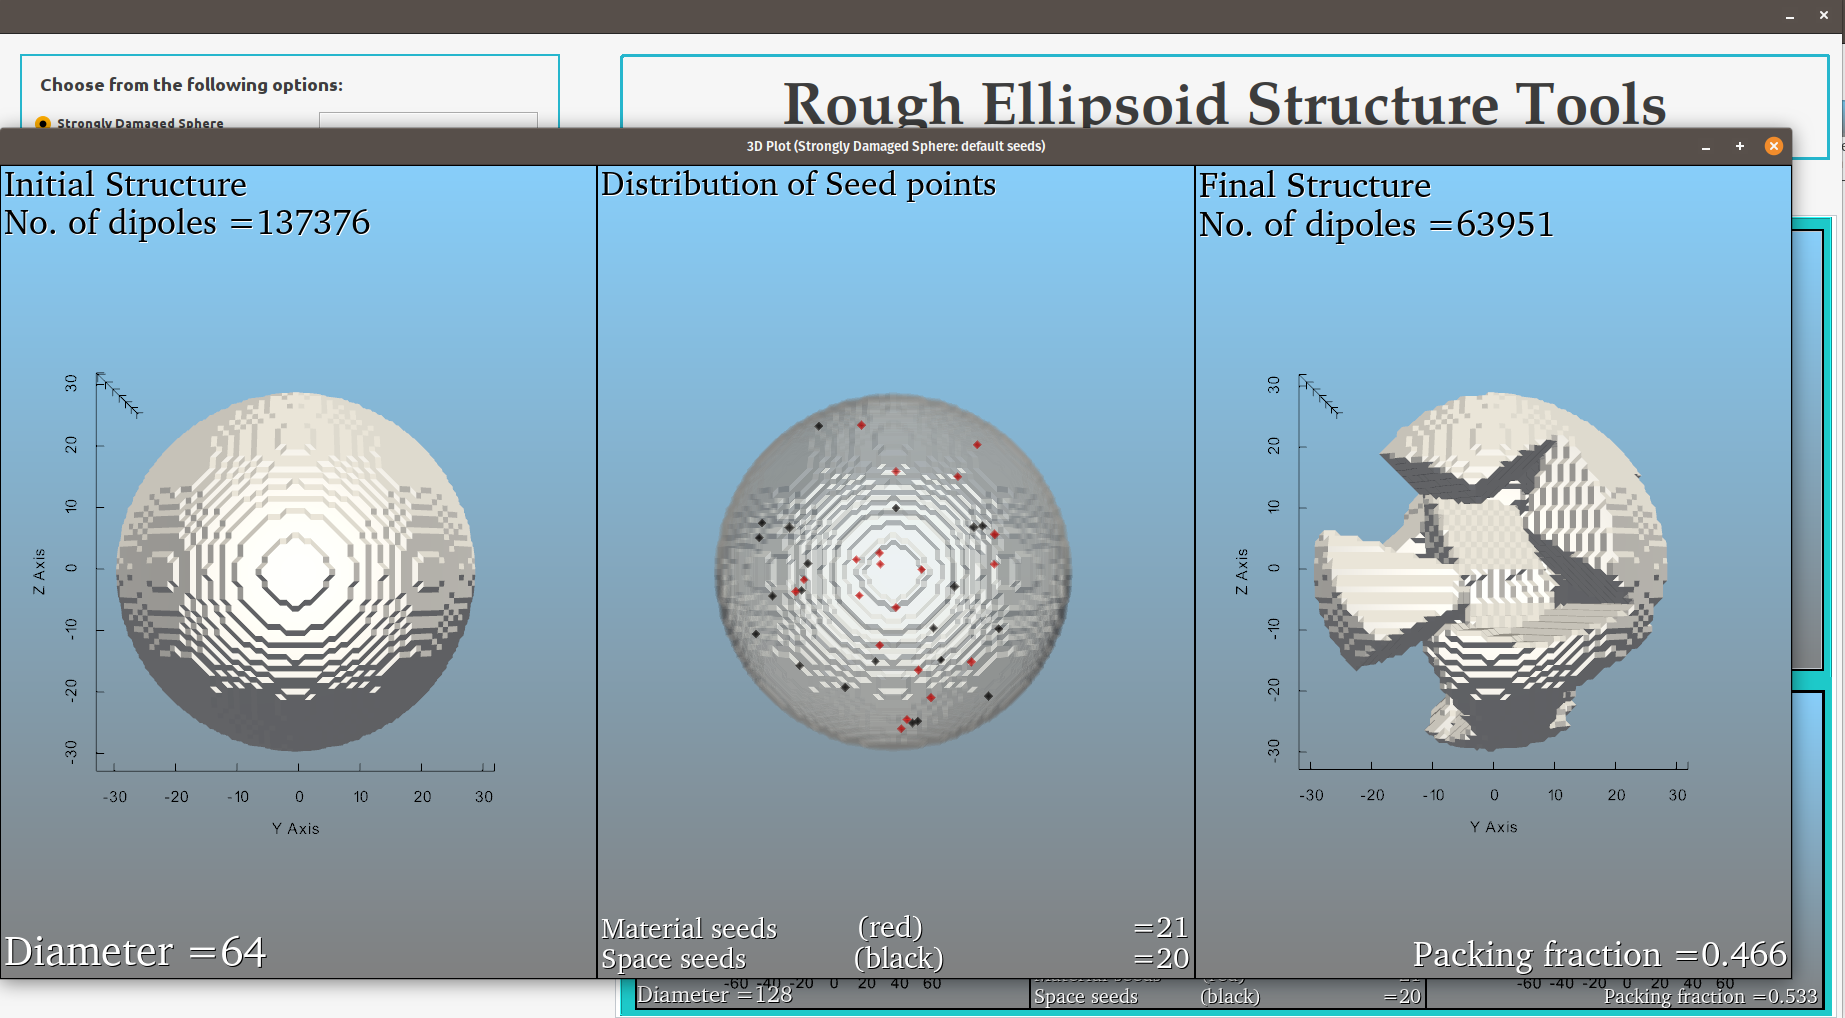 Choose from the following options:
Strongly Damaged Sphere
Rough Ellipsoid Structure Tools
3D Plot (Strongly Damaged Sphere: default seeds)
Initial Structure
No. of dipoles =137376
30
20
10
0
-10
-20
-30
Z Axis
-30 -20 -10 0 10 20 30
Y Axis
Diameter =64
Distribution of Seed points
Material seeds (red) =21
Space seeds (black) =20
Final Structure
No. of dipoles =63951
30
20
10
0
-10
-20
-30
Z Axis
-30 -20 -10 0 10 20 30
Y Axis
Packing fraction =0.466
-60 -40 -20 0 20 40 60
Diameter =128
Space seeds (black) =20
-60 -40 -20 0 20 40 60
Packing fraction =0.533